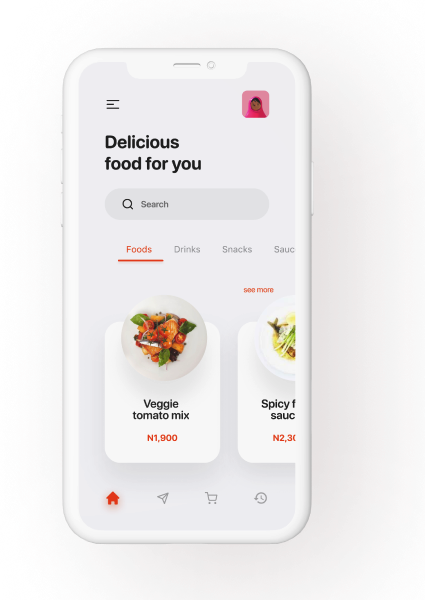 Delicious
food for you
Search
Foods Drinks Snacks Sauc
see more
Veggie
tomato mix
N1,900
Spicy f
sauc
N2,30